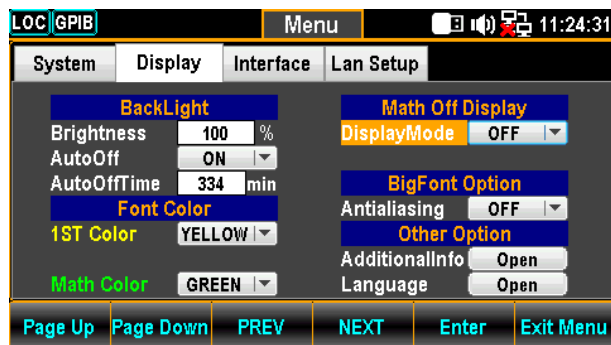 LOC GPIB Menu 11:24:31
System Display Interface Lan Setup
BackLight
Brightness 100 %
AutoOff ON
AutoOffTime 334 min
Font Color
1ST Color YELLOW
Math Color GREEN
Math Off Display
DisplayMode OFF
BigFont Option
Antialiasing OFF
Other Option
AdditionalInfo Open
Language Open
Page Up Page Down PREV NEXT Enter Exit Menu